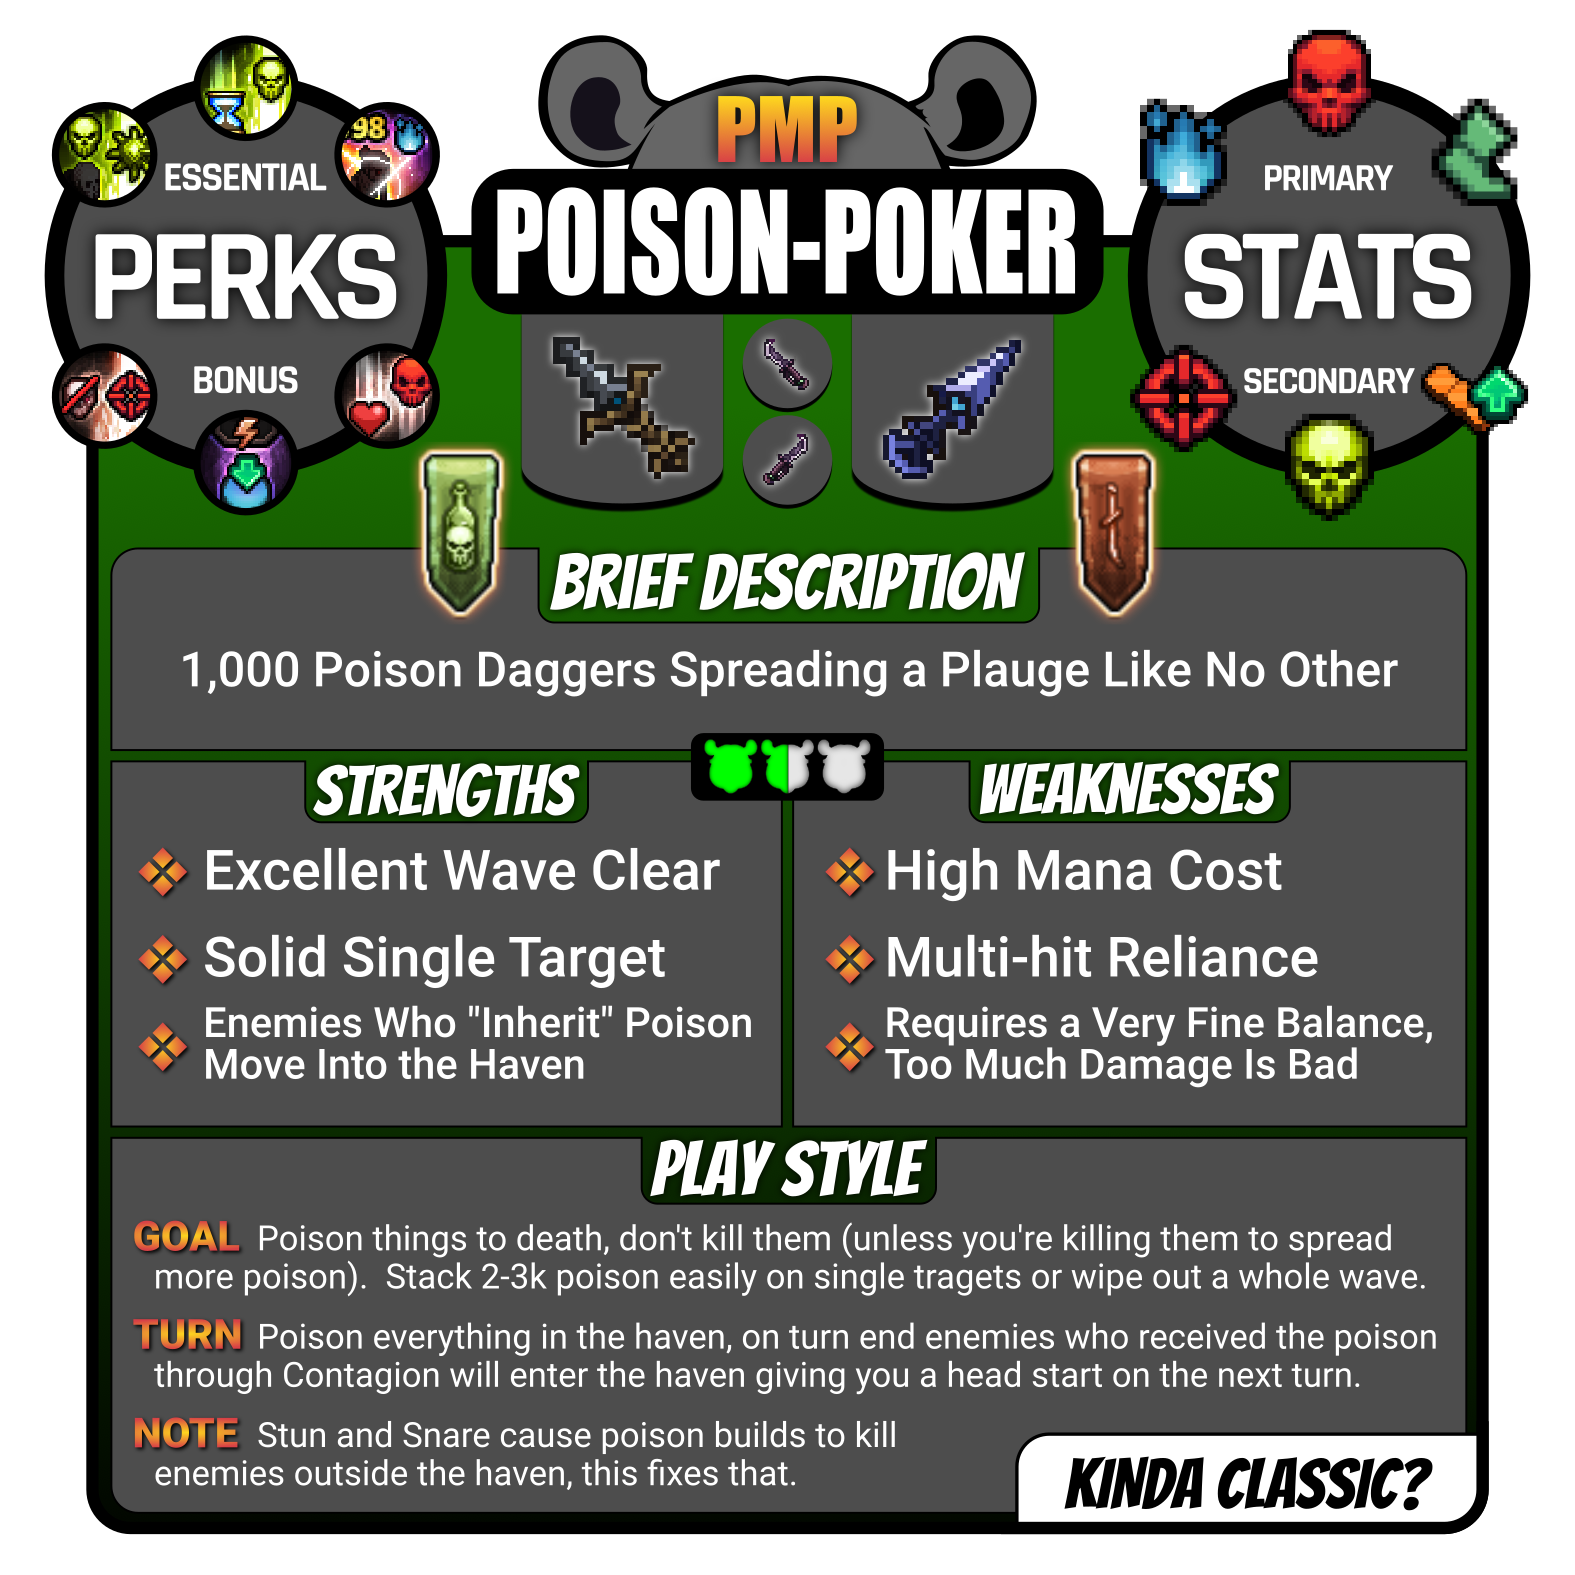 PMP
POISON-POKER
ESSENTIAL
98
PERKS
BONUS
PRIMARY
STATS
SECONDARY
BRIEF DESCRIPTION
1,000 Poison Daggers Spreading a Plauge Like No Other
STRENGTHS
Excellent Wave Clear
Solid Single Target
Enemies Who "Inherit" Poison
Move Into the Haven
WEAKNESSES
High Mana Cost
Multi-hit Reliance
Requires a Very Fine Balance,
Too Much Damage Is Bad
PLAY STYLE
GOAL Poison things to death, don't kill them (unless you're killing them to spread
more poison). Stack 2-3k poison easily on single tragets or wipe out a whole wave.
TURN Poison everything in the haven, on turn end enemies who received the poison
through Contagion will enter the haven giving you a head start on the next turn.
NOTE Stun and Snare cause poison builds to kill
enemies outside the haven, this fixes that.
KINDA CLASSIC?